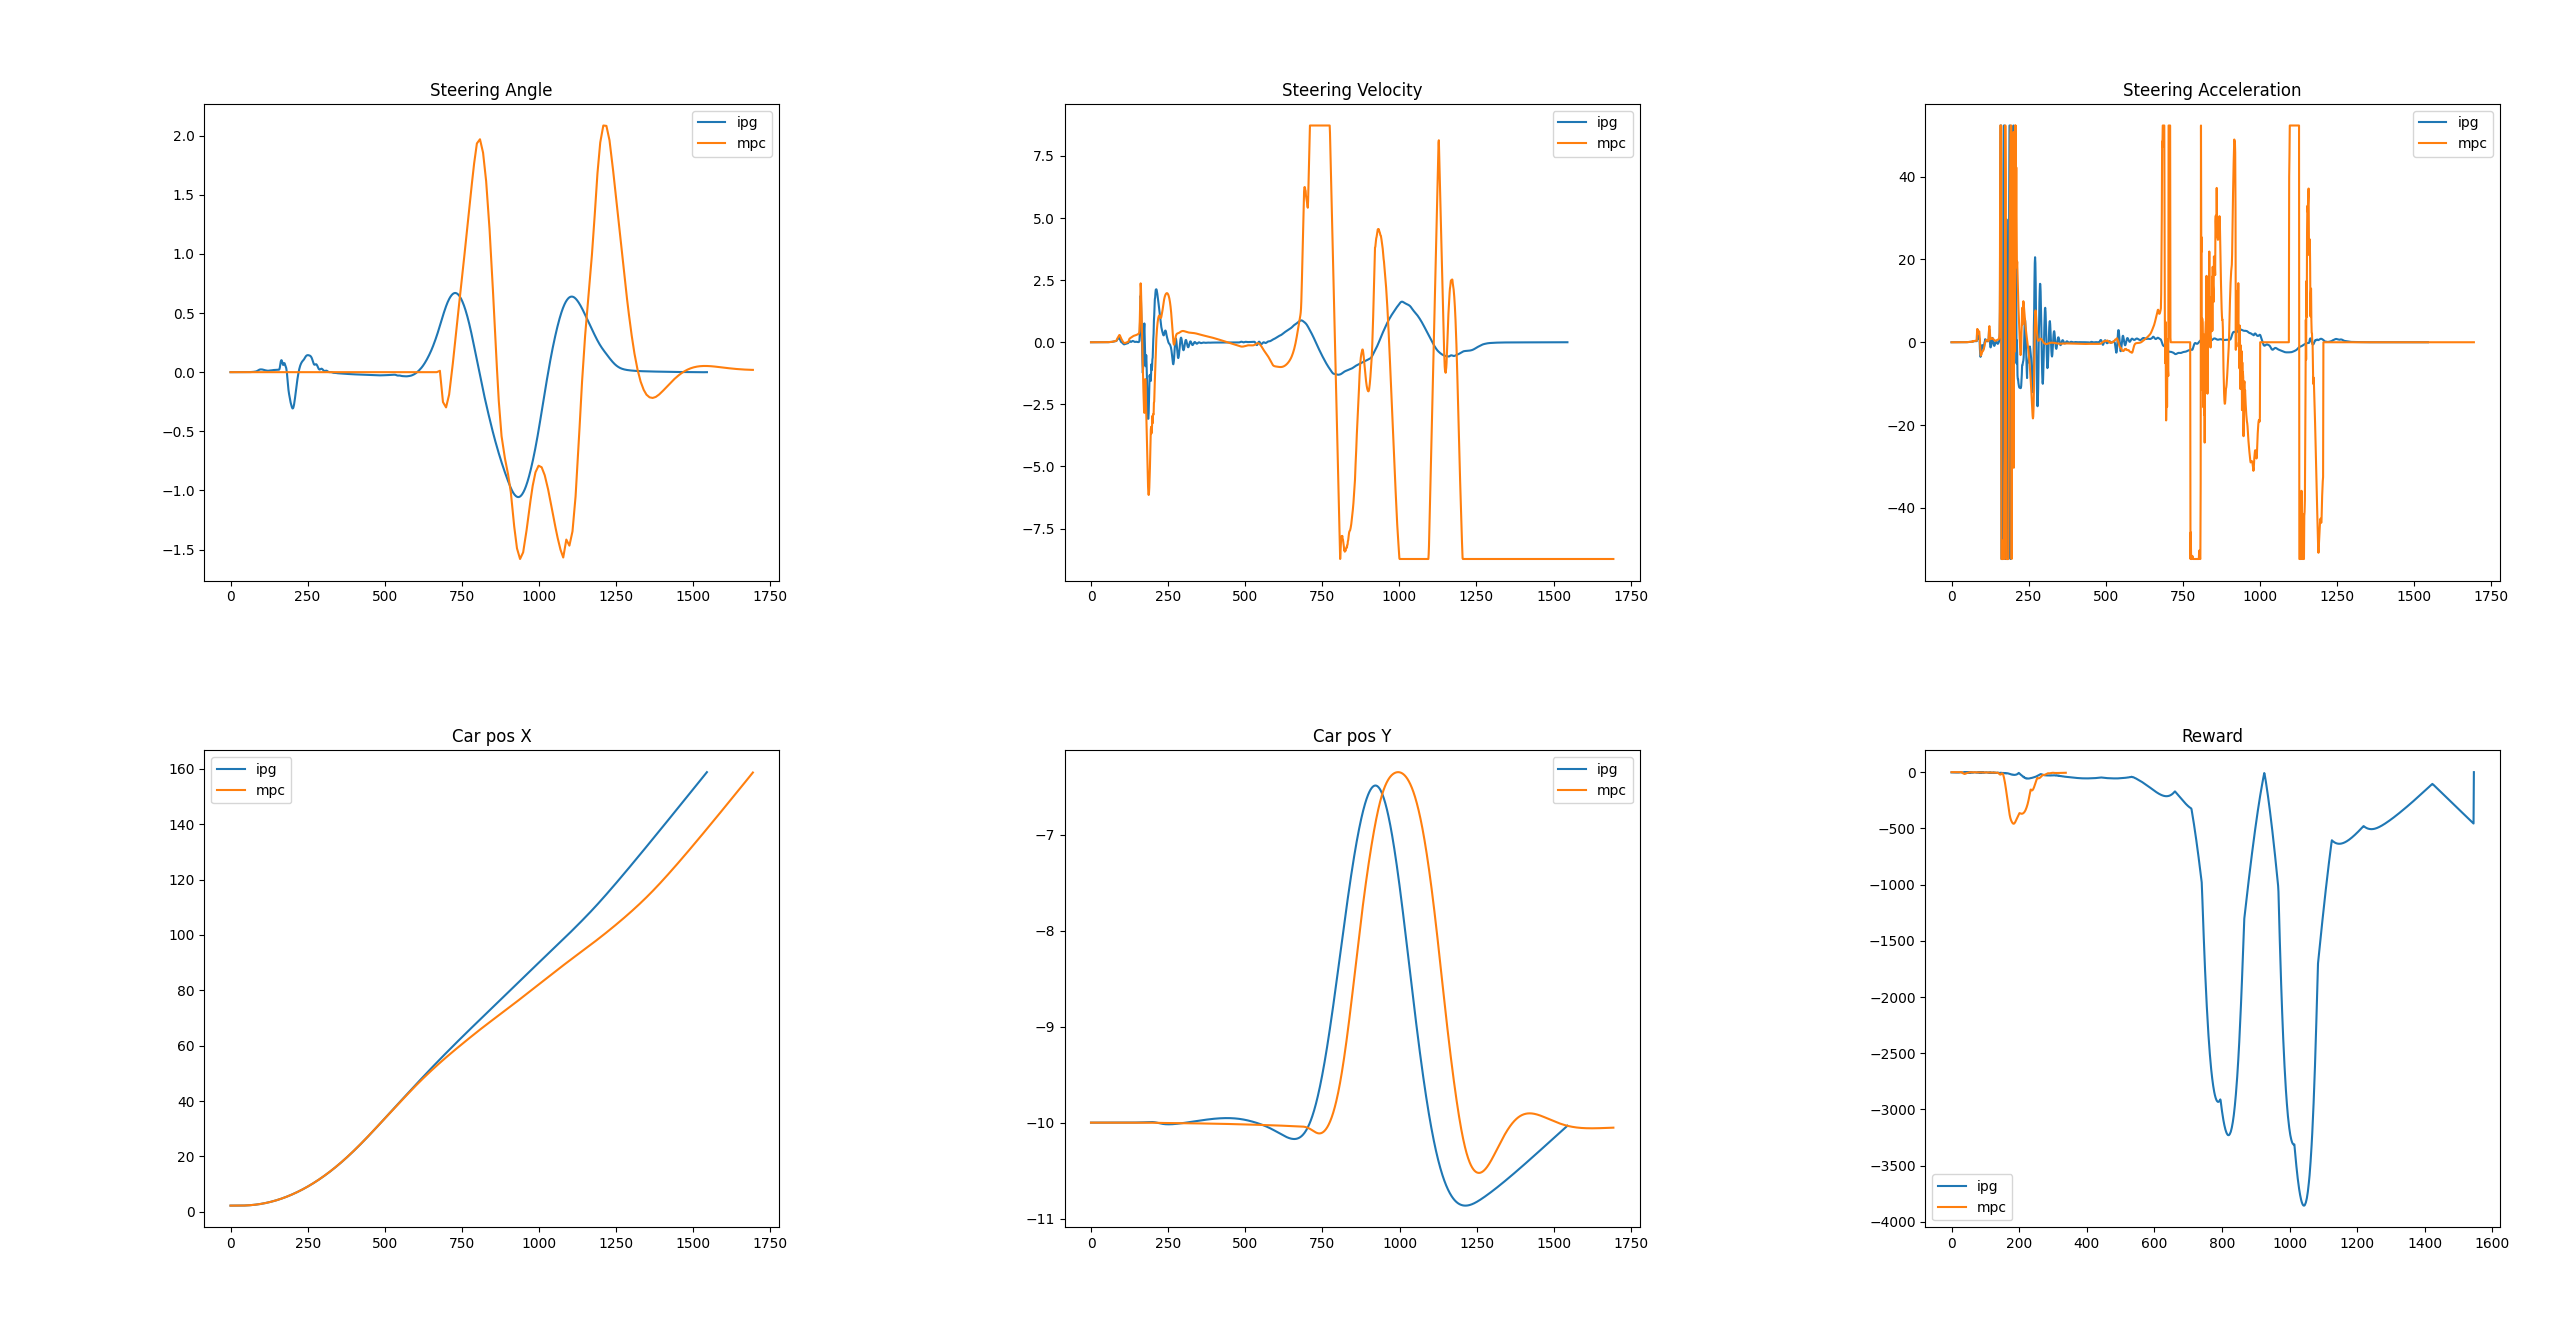 Steering Angle
ipg
mpc
2.0
1.5
1.0
0.5
0.0
−0.5
−1.0
−1.5
0 250 500 750 1000 1250 1500 1750
Steering Velocity
ipg
mpc
7.5
5.0
2.5
0.0
−2.5
−5.0
−7.5
0 250 500 750 1000 1250 1500 1750
Steering Acceleration
ipg
mpc
40
20
0
−20
−40
0 250 500 750 1000 1250 1500 1750
Car pos X
ipg
mpc
160
140
120
100
80
60
40
20
0
0 250 500 750 1000 1250 1500 1750
Car pos Y
ipg
mpc
−7
−8
−9
−10
−11
0 250 500 750 1000 1250 1500 1750
Reward
0
−500
−1000
−1500
−2000
−2500
−3000
−3500
−4000
ipg
mpc
0 200 400 600 800 1000 1200 1400 1600